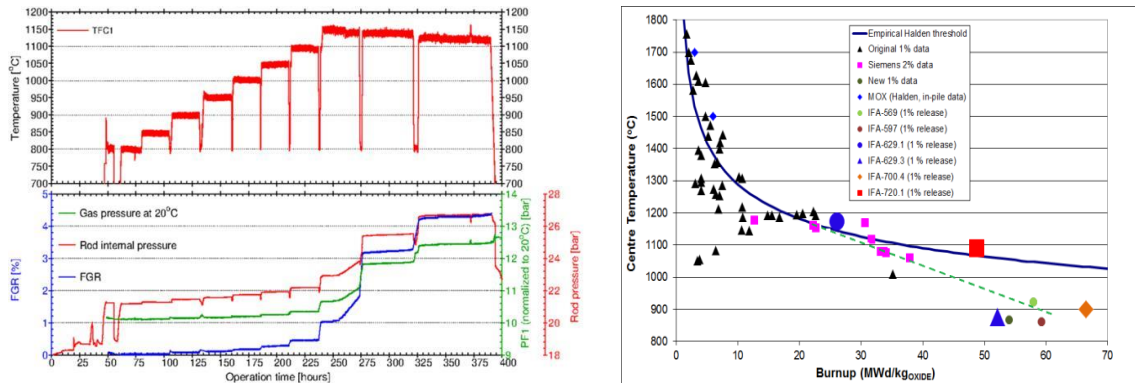 1200
1150
1100
1050
1000
950
900
850
800
750
700
Temperature [°C]
TFC1
1200
1150
1100
1050
1000
950
900
850
800
750
700
5
4
3
2
1
0
FGR [%]
Gas pressure at 20°C
Rod internal pressure
FGR
14
13
12
11
10
9
PF1 (normalized to 20°C) [bar]
28
26
24
22
20
18
Rod pressure [bar]
0 25 50 75 100 125 150 175 200 225 250 275 300 325 350 375 400
Operation time [hours]
1800
1700
1600
1500
1400
1300
1200
1100
1000
900
800
Centre Temperature (°C)
Empirical Halden threshold
Original 1% data
Siemens 2% data
New 1% data
MOX (Halden, in-pile data)
IFA-569 (1% release)
IFA-597 (1% release)
IFA-629.1 (1% release)
IFA-629.3 (1 % release)
IFA-700.4 (1% release)
IFA-720.1 (1% release)
0 10 20 30 40 50 60 70
Burnup (MWd/kgOXIDE)